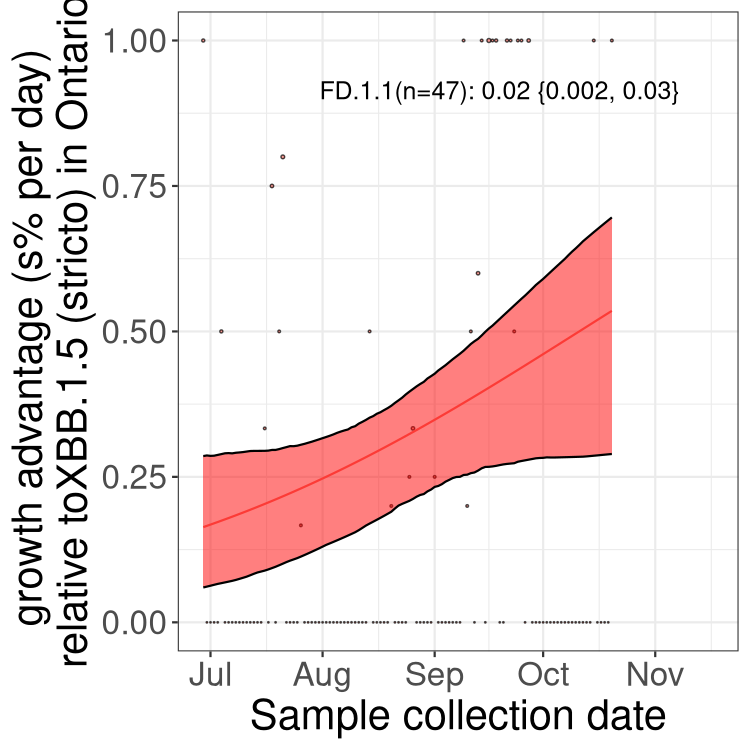 growth advantage (s% per day)
relative toXBB.1.5 (stricto) in Ontario
1.00
0.75
0.50
0.25
0.00
FD.1.1(n=47): 0.02 {0.002, 0.03}
Jul Aug Sep Oct Nov
Sample collection date